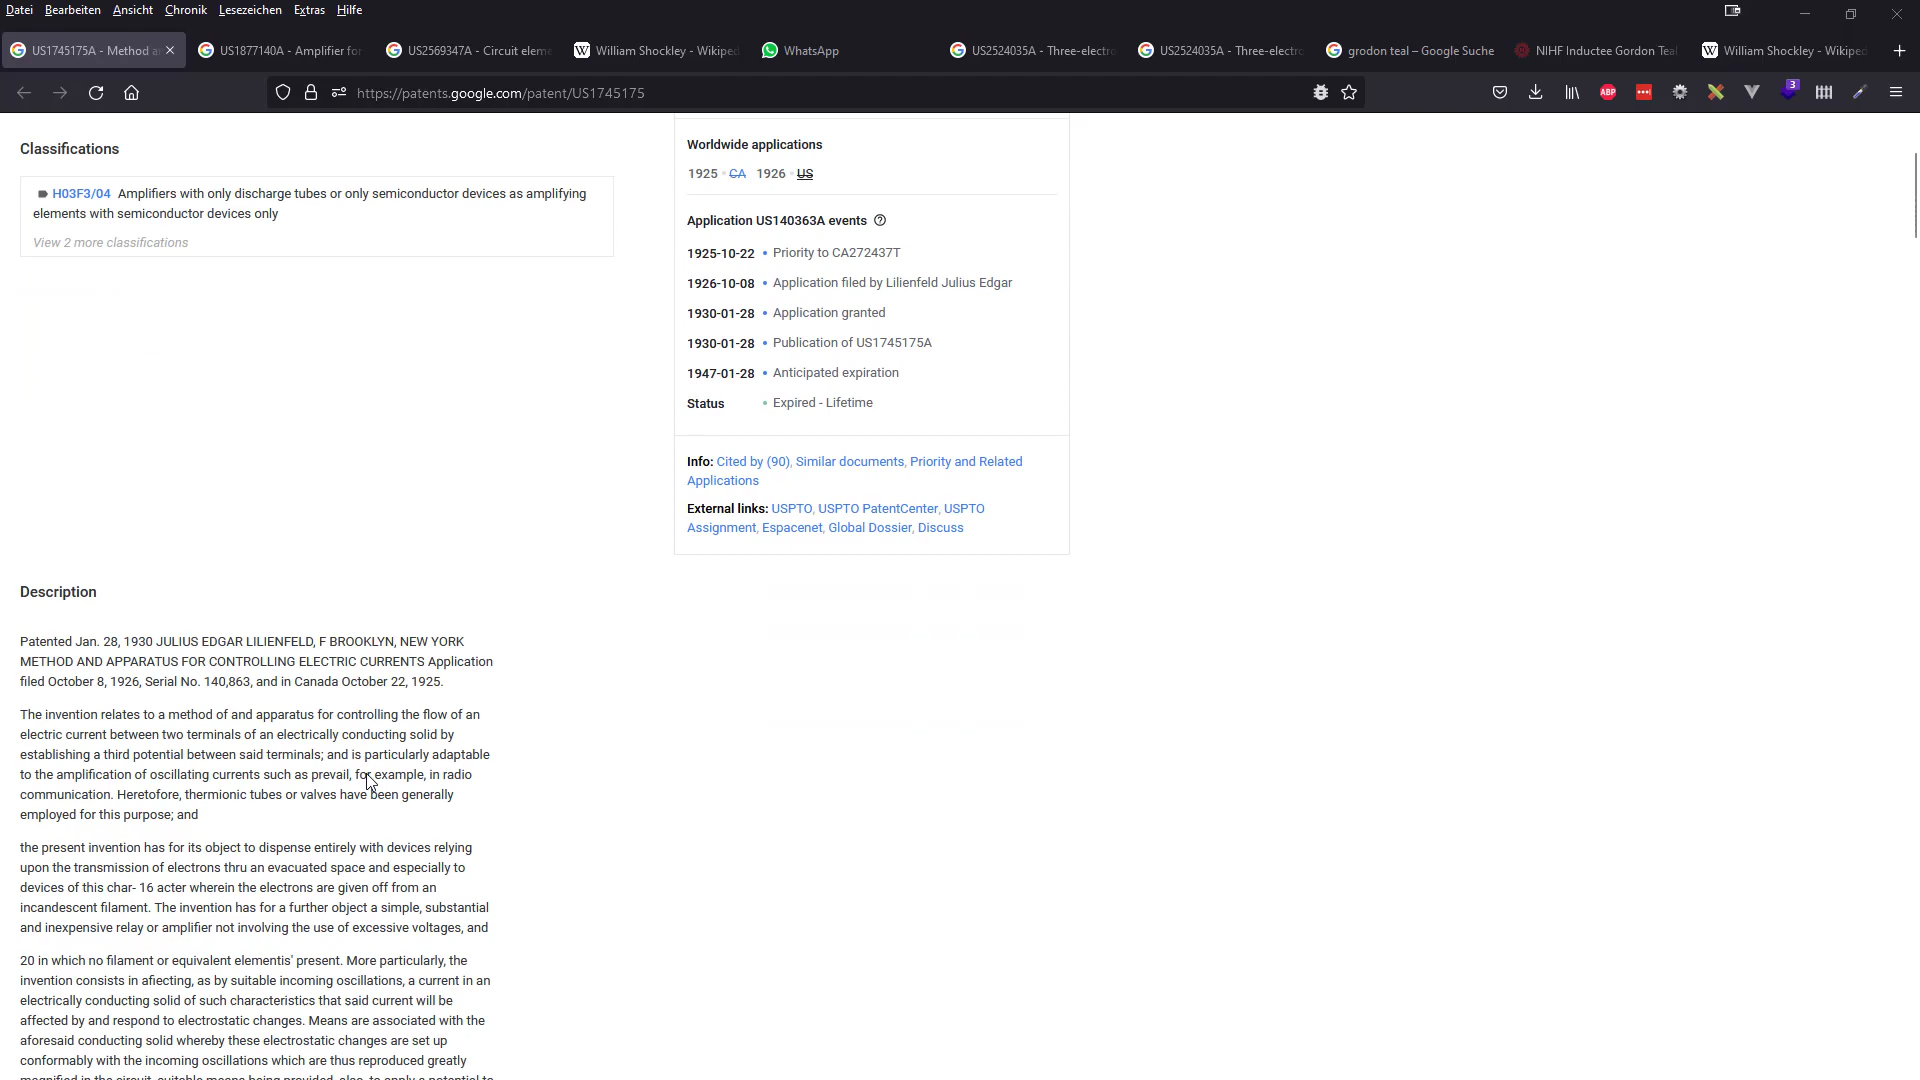 Datei Bearbeiten Ansicht Chronik Lesezeichen Extras Hilfe
US1745175A - Method a
US1877140A - Amplifier for
US2569347A - Circuit eleme
William Shockley - Wikiped
WhatsApp
US2524035A - Three-electro
US2524035A - Three-electro
grodon teal – Google Suche
NIHF Inductee Gordon Teal
William Shockley - Wikiped
https://patents.google.com/patent/US1745175
ABP
3
Classifications
H03F3/04 Amplifiers with only discharge tubes or only semiconductor devices as amplifying
elements with semiconductor devices only
View 2 more classifications
Worldwide applications
1925 CA 1926 US
Application US140363A events
1925-10-22 • Priority to CA272437T
1926-10-08 • Application filed by Lilienfeld Julius Edgar
1930-01-28 • Application granted
1930-01-28 • Publication of US1745175A
1947-01-28 • Anticipated expiration
Status • Expired - Lifetime
Info: Cited by (90), Similar documents, Priority and Related
Applications
External links: USPTO, USPTO PatentCenter, USPTO
Assignment, Espacenet, Global Dossier, Discuss
Description
Patented Jan. 28, 1930 JULIUS EDGAR LILIENFELD, F BROOKLYN, NEW YORK
METHOD AND APPARATUS FOR CONTROLLING ELECTRIC CURRENTS Application
filed October 8, 1926, Serial No. 140,863, and in Canada October 22, 1925.
The invention relates to a method of and apparatus for controlling the flow of an
electric current between two terminals of an electrically conducting solid by
establishing a third potential between said terminals; and is particularly adaptable
to the amplification of oscillating currents such as prevail, for example, in radio
communication. Heretofore, thermionic tubes or valves have been generally
employed for this purpose; and
the present invention has for its object to dispense entirely with devices relying
upon the transmission of electrons thru an evacuated space and especially to
devices of this char- 16 acter wherein the electrons are given off from an
incandescent filament. The invention has for a further object a simple, substantial
and inexpensive relay or amplifier not involving the use of excessive voltages, and
20 in which no filament or equivalent elementis' present. More particularly, the
invention consists in afiecting, as by suitable incoming oscillations, a current in an
electrically conducting solid of such characteristics that said current will be
affected by and respond to electrostatic changes. Means are associated with the
aforesaid conducting solid whereby these electrostatic changes are set up
conformably with the incoming oscillations which are thus reproduced greatly
magnified in the circuit, suitable means being provided, also, to apply a potential to